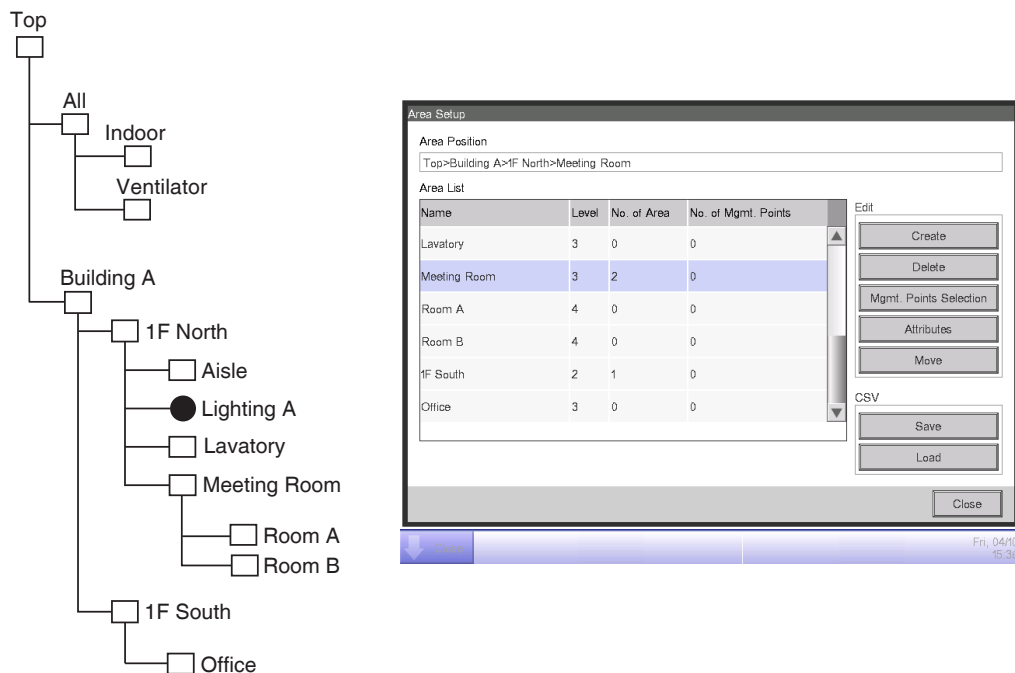 Top
All
Indoor
Ventilator
Building A
1F North
Aisle
Lighting A
Lavatory
Meeting Room
Room A
Room B
1F South
Office
Area Setup
Area Position
Top>Building A>1F North>Meeting Room
Area List
Name Level No. of Area No. of Mgmt. Points
Lavatory 3 0 0
Meeting Room 3 2 0
Room A 4 0 0
Room B 4 0 0
1F South 2 1 0
Office 3 0 0
Edit
Create
Delete
Mgmt. Points Selection
Attributes
Move
CSV
Save
Load
Close
Fri, 04/10